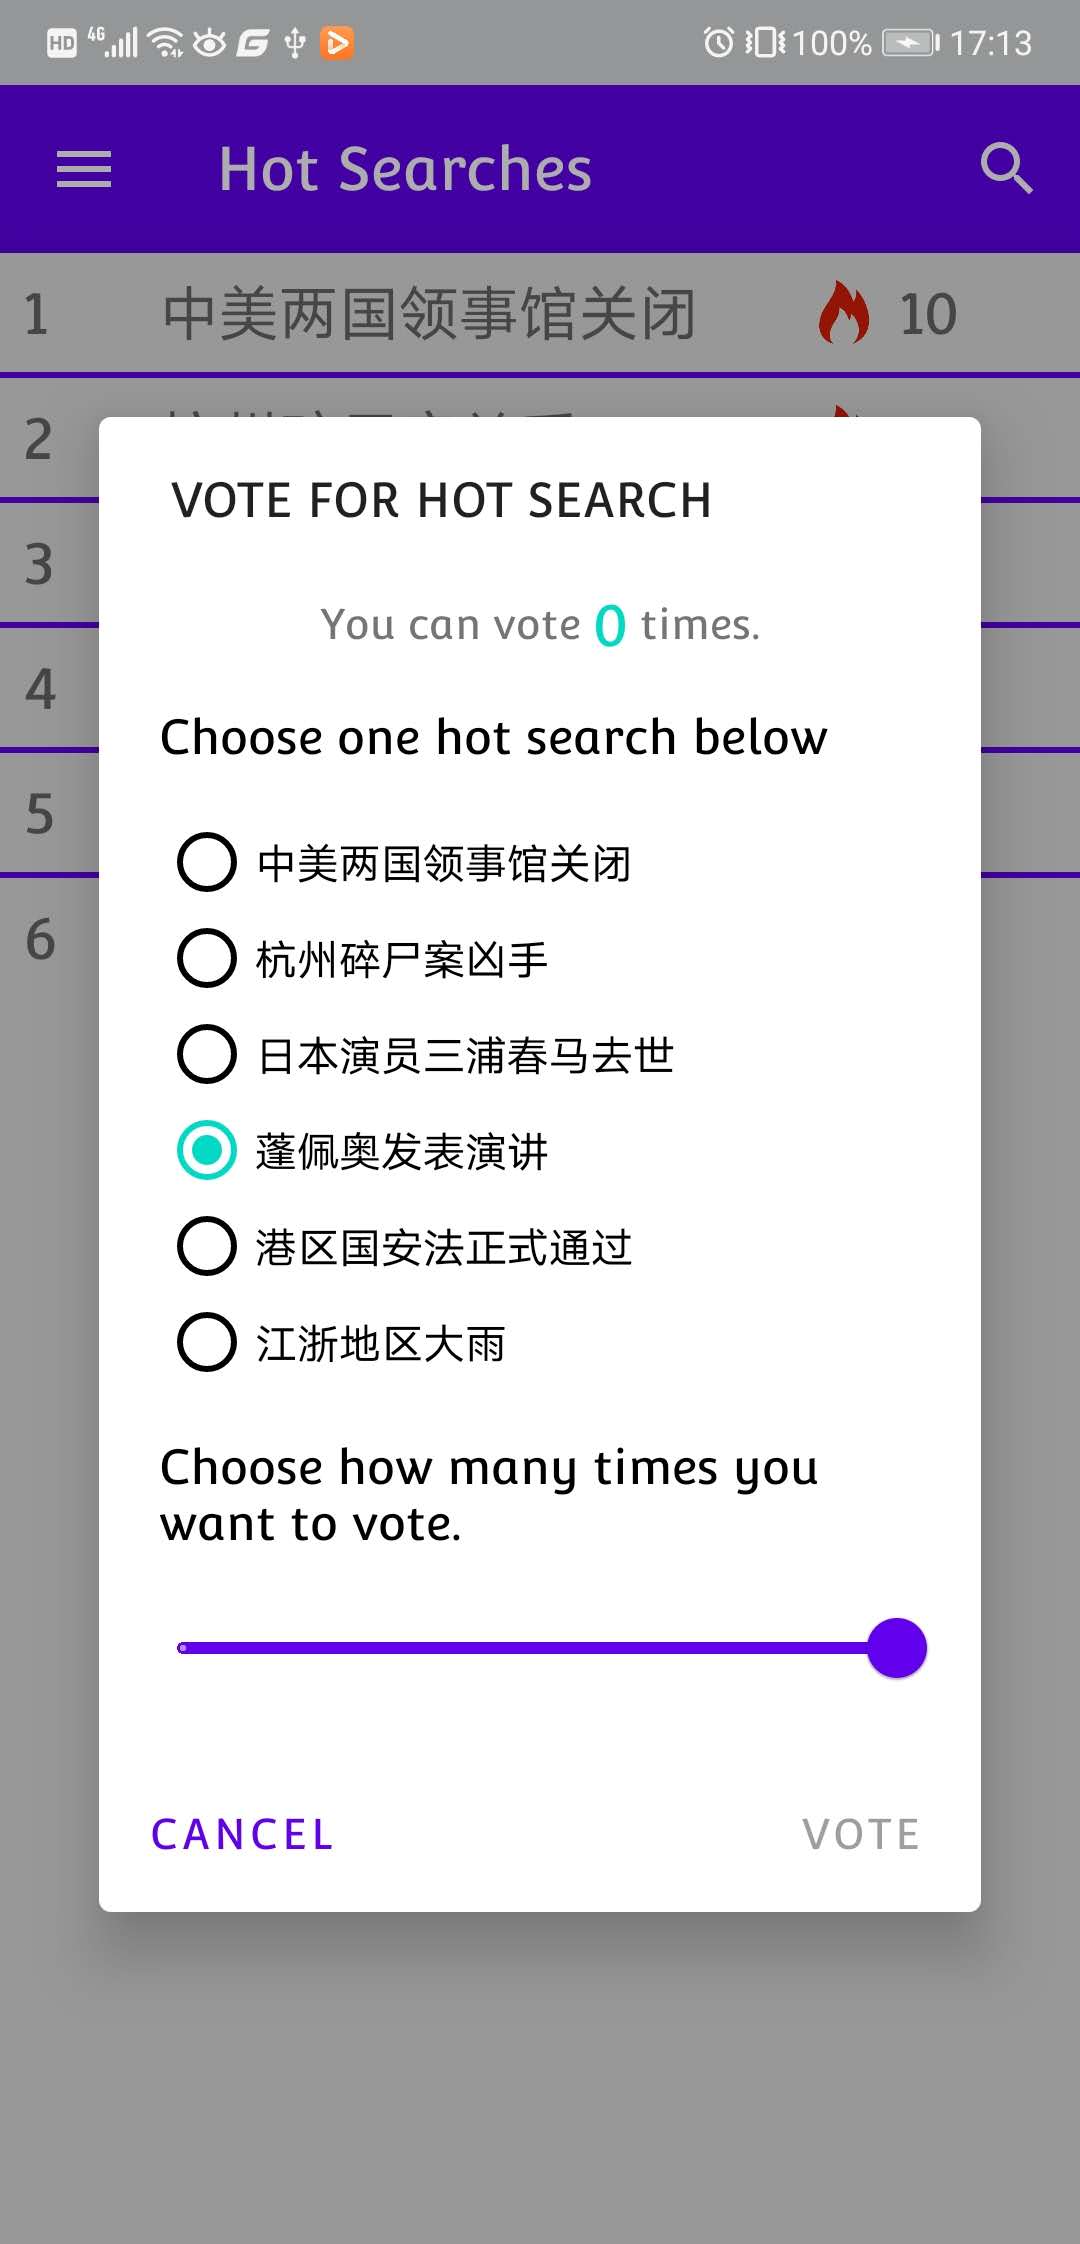 HD 4G 100% 17:13
Hot Searches
1 中美两国领事馆关闭 10
2
VOTE FOR HOT SEARCH
3
You can vote 0 times.
4
Choose one hot search below
5
中美两国领事馆关闭
6
杭州碎尸案凶手
日本演员三浦春马去世
蓬佩奥发表演讲
港区国安法正式通过
江浙地区大雨
Choose how many times you
want to vote.
CANCEL VOTE